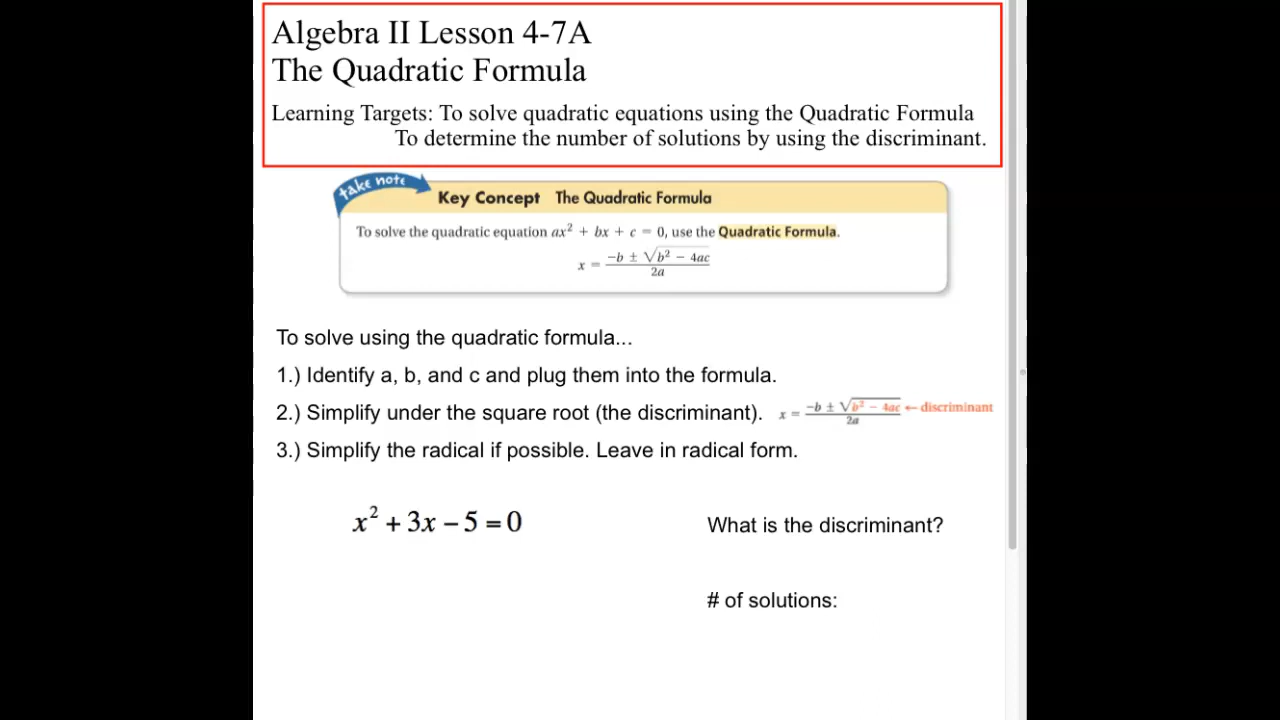 Algebra II Lesson 4-7A
The Quadratic Formula
Learning Targets: To solve quadratic equations using the Quadratic Formula
To determine the number of solutions by using the discriminant.
take note
Key Concept The Quadratic Formula
To solve the quadratic equation ax² + bx + c = 0, use the Quadratic Formula.
x = (-b ± √(b² − 4ac)) / 2a
To solve using the quadratic formula...
1.) Identify a, b, and c and plug them into the formula.
2.) Simplify under the square root (the discriminant). x = (-b ± √(b² − 4ac)) / 2a ← discriminant
3.) Simplify the radical if possible. Leave in radical form.
x² + 3x − 5 = 0 What is the discriminant?
# of solutions: